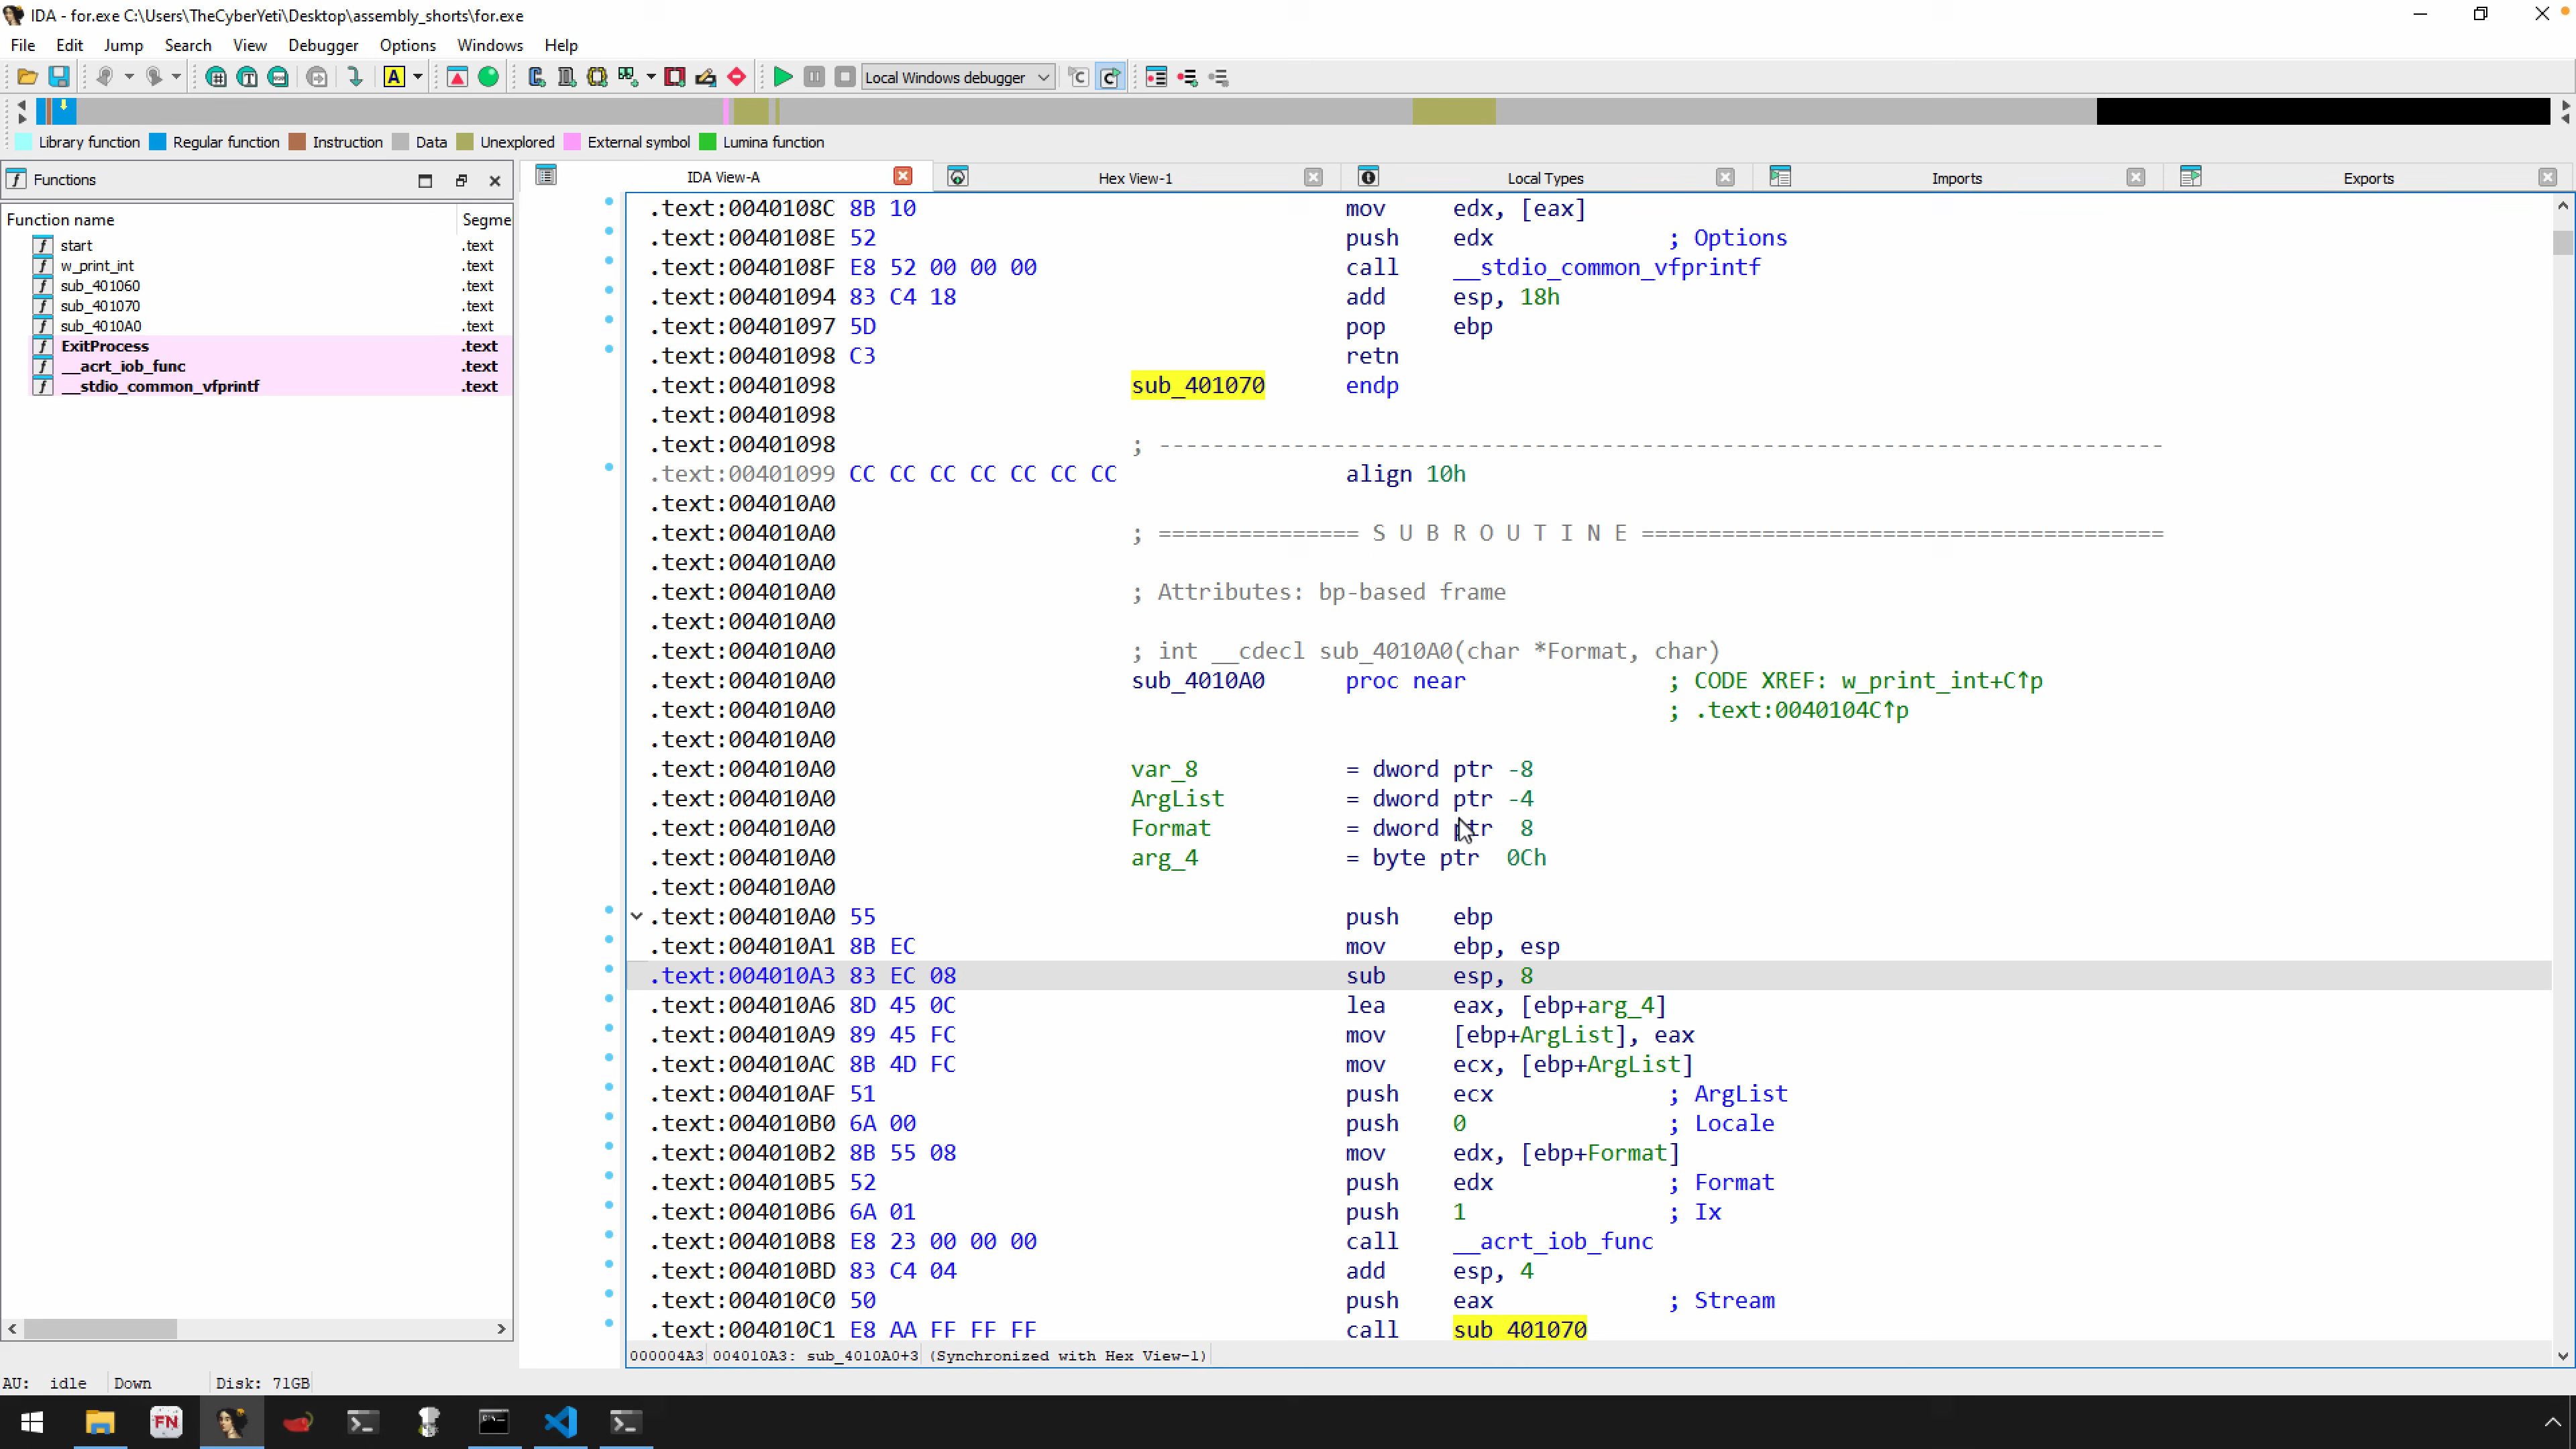 IDA - for.exe C:\Users\TheCyberYeti\Desktop\assembly_shorts\for.exe
File Edit Jump Search View Debugger Options Windows Help
Local Windows debugger
Library function Regular function Instruction Data Unexplored External symbol Lumina function
Functions
IDA View-A Hex View-1 Local Types Imports Exports
Function name Segme
start .text
w_print_int .text
sub_401060 .text
sub_401070 .text
sub_4010A0 .text
ExitProcess .text
__acrt_iob_func .text
__stdio_common_vfprintf .text
.text:0040108C 8B 10 mov edx, [eax]
.text:0040108E 52 push edx ; Options
.text:0040108F E8 52 00 00 00 call __stdio_common_vfprintf
.text:00401094 83 C4 18 add esp, 18h
.text:00401097 5D pop ebp
.text:00401098 C3 retn
.text:00401098 sub_401070 endp
.text:00401098
.text:00401098 ; ---------------------------------------------------------------------------
.text:00401099 CC CC CC CC CC CC CC align 10h
.text:004010A0
.text:004010A0 ; =============== S U B R O U T I N E =======================================
.text:004010A0
.text:004010A0 ; Attributes: bp-based frame
.text:004010A0
.text:004010A0 ; int __cdecl sub_4010A0(char *Format, char)
.text:004010A0 sub_4010A0 proc near ; CODE XREF: w_print_int+C↑p
.text:004010A0 ; .text:0040104C↑p
.text:004010A0
.text:004010A0 var_8 = dword ptr -8
.text:004010A0 ArgList = dword ptr -4
.text:004010A0 Format = dword ptr 8
.text:004010A0 arg_4 = byte ptr 0Ch
.text:004010A0
.text:004010A0 55 push ebp
.text:004010A1 8B EC mov ebp, esp
.text:004010A3 83 EC 08 sub esp, 8
.text:004010A6 8D 45 0C lea eax, [ebp+arg_4]
.text:004010A9 89 45 FC mov [ebp+ArgList], eax
.text:004010AC 8B 4D FC mov ecx, [ebp+ArgList]
.text:004010AF 51 push ecx ; ArgList
.text:004010B0 6A 00 push 0 ; Locale
.text:004010B2 8B 55 08 mov edx, [ebp+Format]
.text:004010B5 52 push edx ; Format
.text:004010B6 6A 01 push 1 ; Ix
.text:004010B8 E8 23 00 00 00 call __acrt_iob_func
.text:004010BD 83 C4 04 add esp, 4
.text:004010C0 50 push eax ; Stream
.text:004010C1 E8 AA FF FF FF call sub_401070
000004A3 004010A3: sub_4010A0+3 (Synchronized with Hex View-1)
AU: idle Down Disk: 71GB
FN